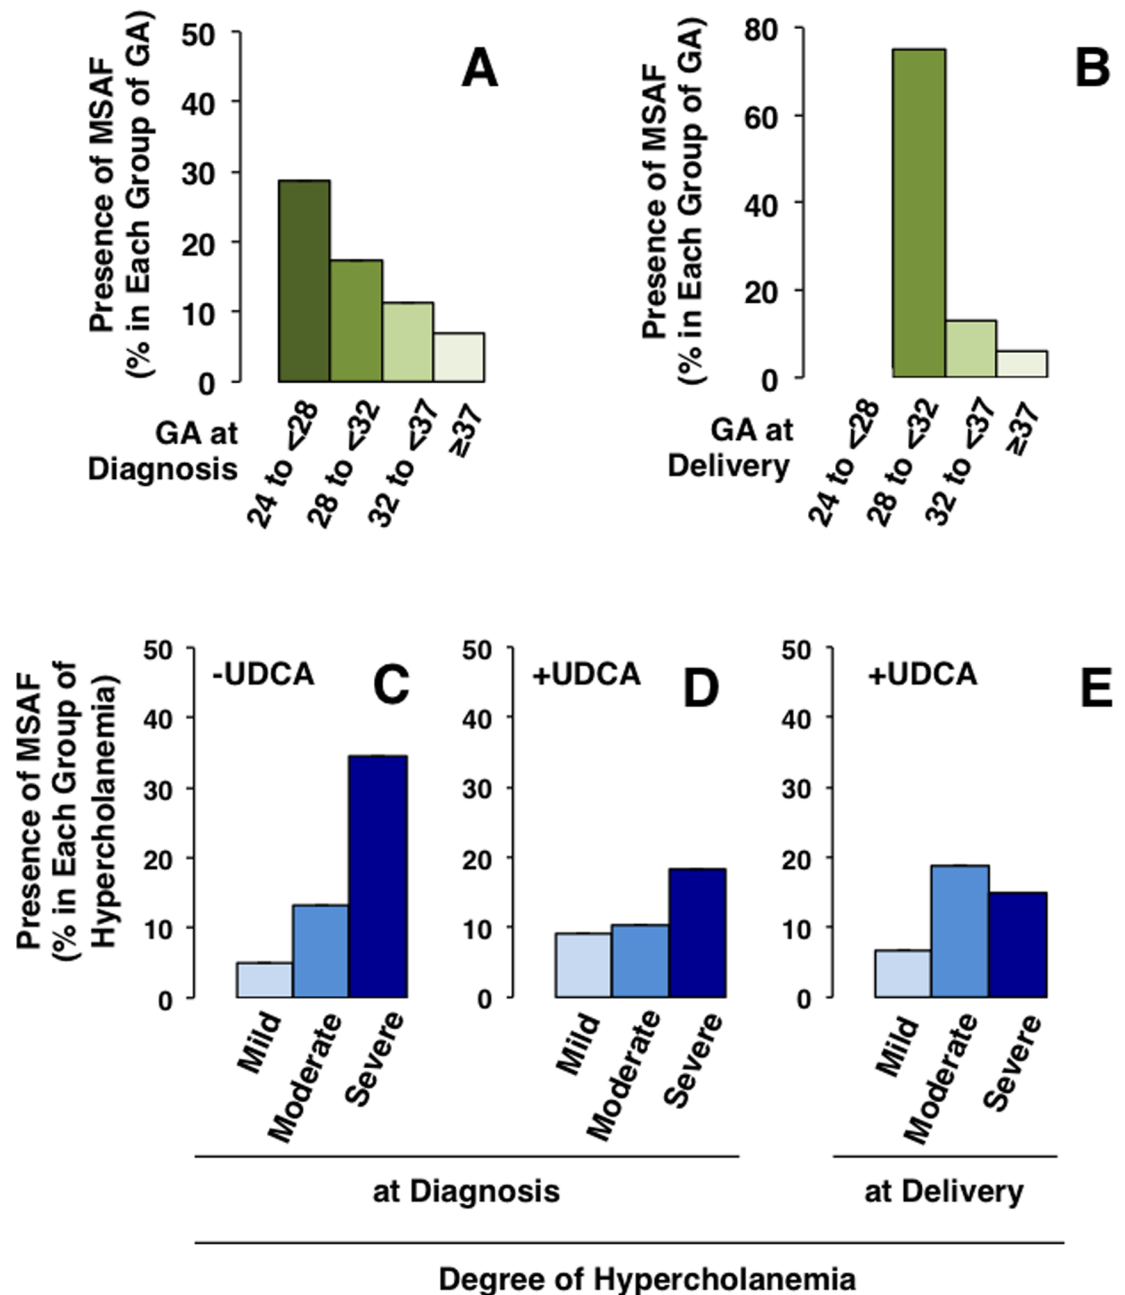 Presence of MSAF
(% in Each Group of GA)
50
40
30
20
10
0
A
GA at
Diagnosis
24 to <28
28 to <32
32 to <37
≥37
Presence of MSAF
(% in Each Group of GA)
80
60
40
20
0
B
GA at
Delivery
24 to <28
28 to <32
32 to <37
≥37
Presence of MSAF
(% in Each Group of
Hypercholanemia)
50
40
30
20
10
0
-UDCA
C
Mild
Moderate
Severe
50
40
30
20
10
0
+UDCA
D
Mild
Moderate
Severe
50
40
30
20
10
0
+UDCA
E
Mild
Moderate
Severe
at Diagnosis
at Delivery
Degree of Hypercholanemia